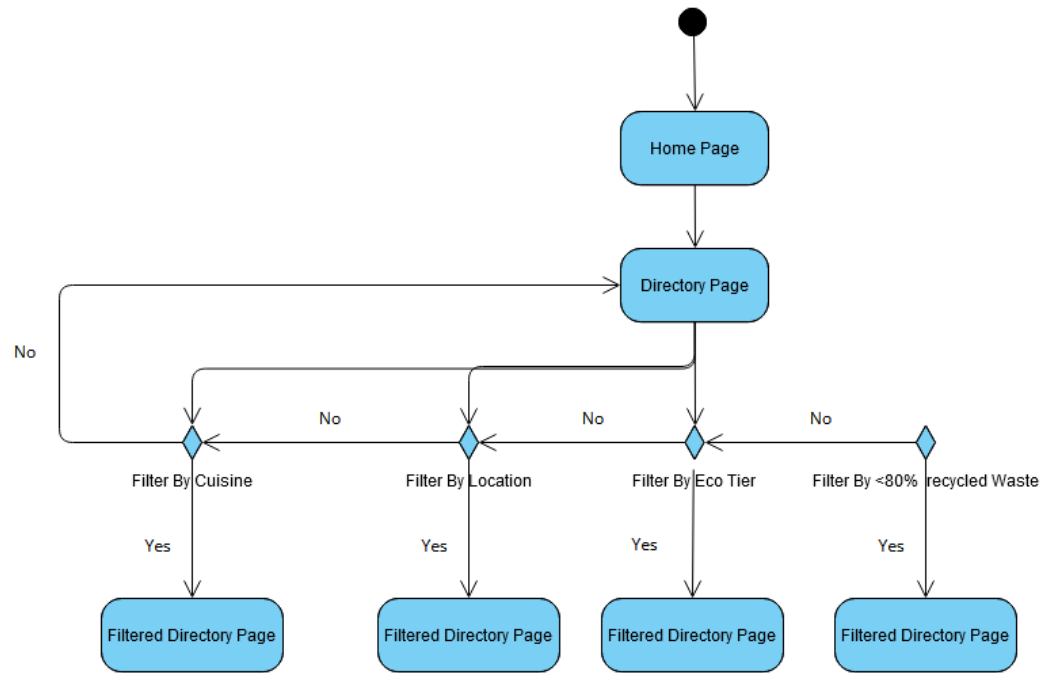 Home Page
Directory Page
No
No
No
No
Filter By Cuisine
Filter By Location
Filter By Eco Tier
Filter By <80% recycled Waste
Yes
Yes
Yes
Yes
Filtered Directory Page
Filtered Directory Page
Filtered Directory Page
Filtered Directory Page